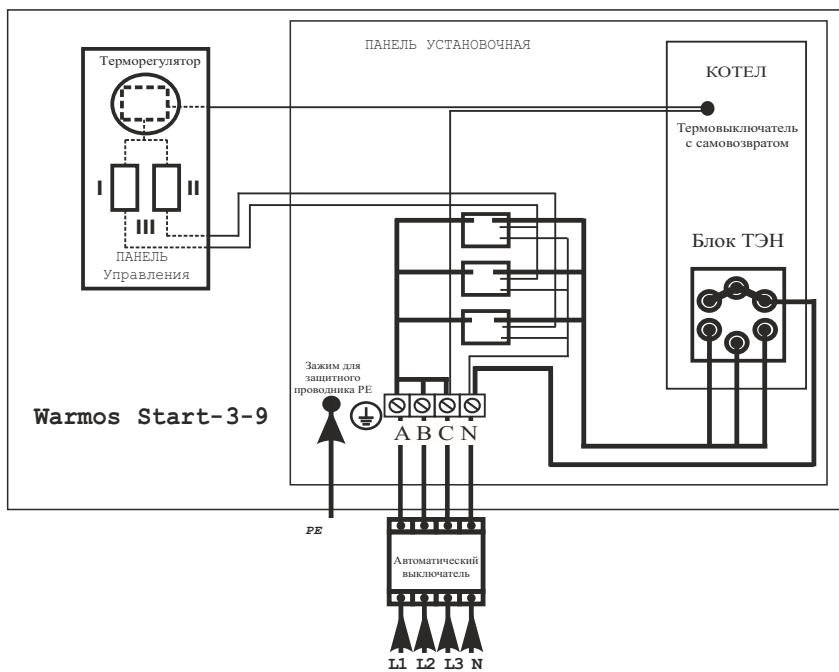 ПАНЕЛЬ УСТАНОВОЧНАЯ
Терморегулятор
КОТЕЛ
Термовыключатель
с самовозвратом
I
II
III
ПАНЕЛЬ
Управления
Блок ТЭН
Зажим для
защитного
проводника PE
Warmos Start-3-9
A B C N
PE
Автоматический
выключатель
L1 L2 L3 N